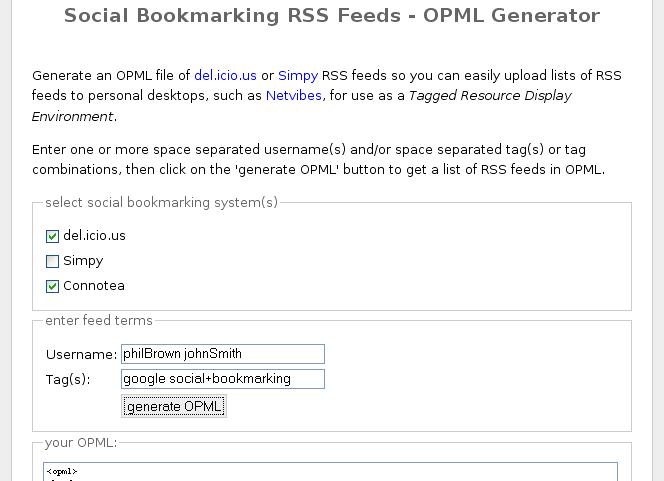 Social Bookmarking RSS Feeds - OPML Generator
Generate an OPML file of del.icio.us or Simpy RSS feeds so you can easily upload lists of RSS
feeds to personal desktops, such as Netvibes, for use as a Tagged Resource Display
Environment.
Enter one or more space separated username(s) and/or space separated tag(s) or tag
combinations, then click on the 'generate OPML' button to get a list of RSS feeds in OPML.
select social bookmarking system(s)
del.icio.us
Simpy
Connotea
enter feed terms
Username: philBrown johnSmith
Tag(s): google social+bookmarking
generate OPML
your OPML:
<opml>